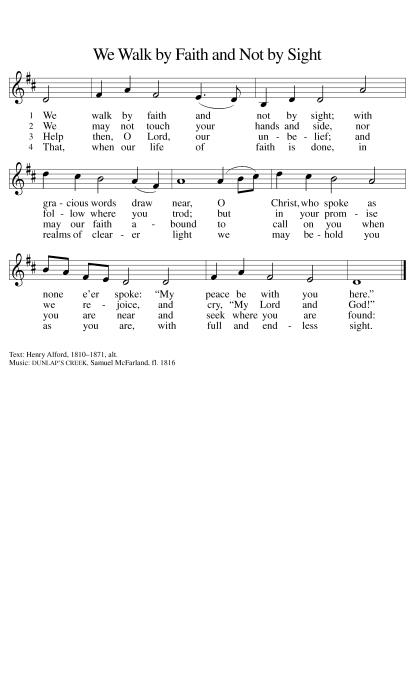 We Walk by Faith and Not by Sight
1 We walk by faith and not by sight; with
2 We may not touch your hands and side, nor
3 Help then, O Lord, our un - be - lief; and
4 That, when our life of faith is done, in
gra - cious words draw near, O Christ, who spoke as
fol - low where you trod; but in your prom - ise
may our faith a - bound to call on you when
realms of clear - er light we may be - hold you
none e'er spoke: “My peace be with you here.”
we re - joice, and cry, “My Lord and God!”
you are near and seek where you are found:
as you are, with full and end - less sight.
Text: Henry Alford, 1810–1871, alt.
Music: DUNLAP'S CREEK, Samuel McFarland, fl. 1816